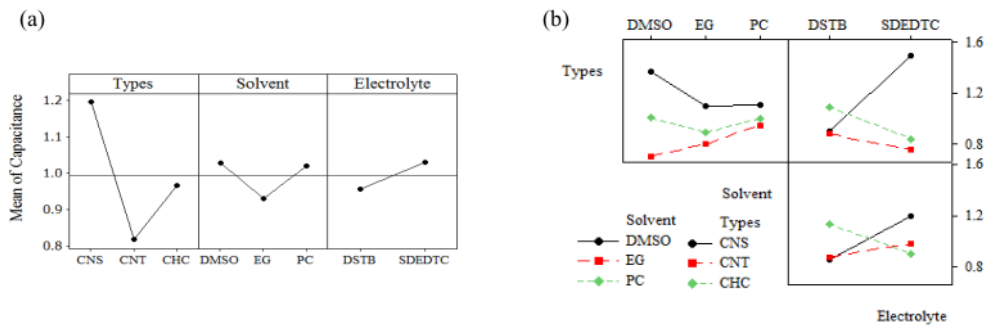 (a)
Types Solvent Electrolyte
Mean of Capacitance
1.2
1.1
1.0
0.9
0.8
CNS CNT CHC DMSO EG PC DSTB SDEDTC
(b)
DMSO EG PC DSTB SDEDTC
Types
1.6
1.2
0.8
1.6
Solvent
1.2
0.8
Solvent Types
DMSO CNS
EG CNT
PC CHC
Electrolyte